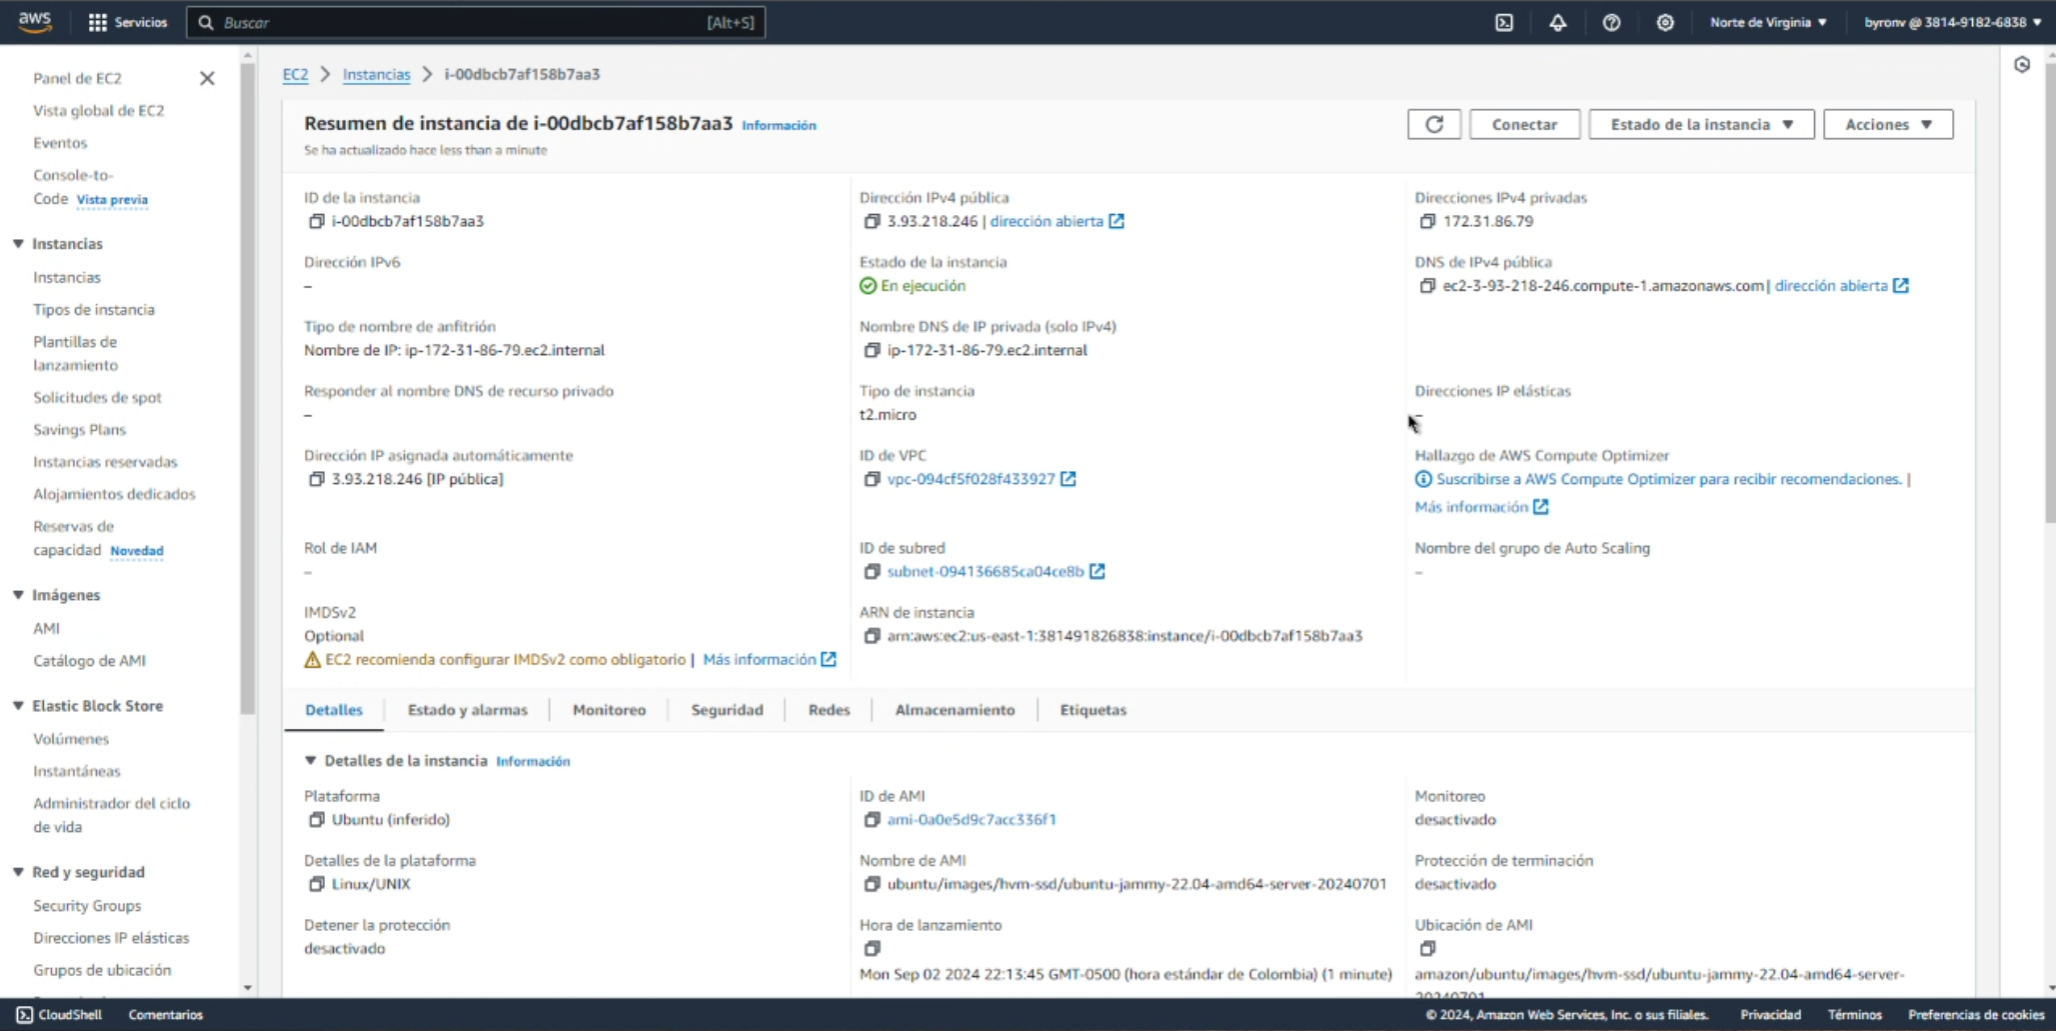 aws
Servicios
Buscar
[Alt+S]
Norte de Virginia
byronv @ 3814-9182-6838
Panel de EC2
Vista global de EC2
Eventos
Console-to-
Code Vista previa
Instancias
Instancias
Tipos de instancia
Plantillas de
lanzamiento
Solicitudes de spot
Savings Plans
Instancias reservadas
Alojamientos dedicados
Reservas de
capacidad Novedad
Imágenes
AMI
Catálogo de AMI
Elastic Block Store
Volúmenes
Instantáneas
Administrador del ciclo
de vida
Red y seguridad
Security Groups
Direcciones IP elásticas
Grupos de ubicación
EC2 > Instancias > i-00dbcb7af158b7aa3
Resumen de instancia de i-00dbcb7af158b7aa3 Información
Se ha actualizado hace less than a minute
Conectar
Estado de la instancia
Acciones
ID de la instancia
i-00dbcb7af158b7aa3
Dirección IPv4 pública
3.93.218.246 | dirección abierta
Direcciones IPv4 privadas
172.31.86.79
Dirección IPv6
–
Estado de la instancia
En ejecución
DNS de IPv4 pública
ec2-3-93-218-246.compute-1.amazonaws.com | dirección abierta
Tipo de nombre de anfitrión
Nombre de IP: ip-172-31-86-79.ec2.internal
Nombre DNS de IP privada (solo IPv4)
ip-172-31-86-79.ec2.internal
Responder al nombre DNS de recurso privado
–
Tipo de instancia
t2.micro
Direcciones IP elásticas
–
Dirección IP asignada automáticamente
3.93.218.246 [IP pública]
ID de VPC
vpc-094cf5f028f433927
Hallazgo de AWS Compute Optimizer
Suscribirse a AWS Compute Optimizer para recibir recomendaciones. |
Más información
Rol de IAM
–
ID de subred
subnet-094136685ca04ce8b
Nombre del grupo de Auto Scaling
–
IMDSv2
Optional
EC2 recomienda configurar IMDSv2 como obligatorio | Más información
ARN de instancia
arn:aws:ec2:us-east-1:381491826838:instance/i-00dbcb7af158b7aa3
Detalles
Estado y alarmas
Monitoreo
Seguridad
Redes
Almacenamiento
Etiquetas
Detalles de la instancia Información
Plataforma
Ubuntu (inferido)
ID de AMI
ami-0a0e5d9c7acc336f1
Monitoreo
desactivado
Detalles de la plataforma
Linux/UNIX
Nombre de AMI
ubuntu/images/hvm-ssd/ubuntu-jammy-22.04-amd64-server-20240701
Protección de terminación
desactivado
Detener la protección
desactivado
Hora de lanzamiento
Mon Sep 02 2024 22:13:45 GMT-0500 (hora estándar de Colombia) (1 minute)
Ubicación de AMI
amazon/ubuntu/images/hvm-ssd/ubuntu-jammy-22.04-amd64-server-
20240701
CloudShell
Comentarios
© 2024, Amazon Web Services, Inc. o sus filiales.
Privacidad
Términos
Preferencias de cookies